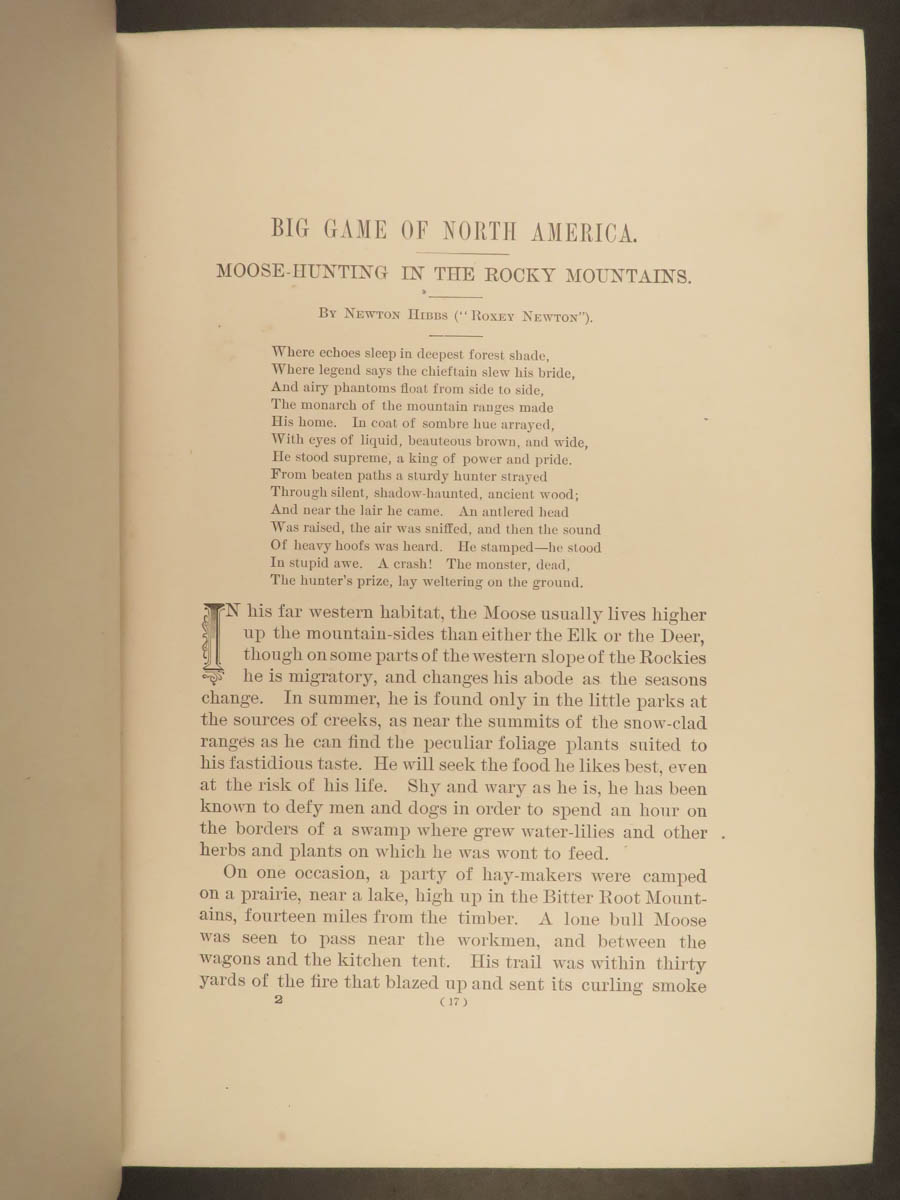 BIG GAME OF NORTH AMERICA.
MOOSE-HUNTING IN THE ROCKY MOUNTAINS.
By Newton Hibbs ("Roxey Newton").
Where echoes sleep in deepest forest shade,
Where legend says the chieftain slew his bride,
And airy phantoms float from side to side,
The monarch of the mountain ranges made
His home. In coat of sombre hue arrayed,
With eyes of liquid, beauteous brown, and wide,
He stood supreme, a king of power and pride.
From beaten paths a sturdy hunter strayed
Through silent, shadow-haunted, ancient wood;
And near the lair he came. An antlered head
Was raised, the air was sniffed, and then the sound
Of heavy hoofs was heard. He stamped—he stood
In stupid awe. A crash! The monster, dead,
The hunter's prize, lay weltering on the ground.
IN his far western habitat, the Moose usually lives higher
up the mountain-sides than either the Elk or the Deer,
though on some parts of the western slope of the Rockies
he is migratory, and changes his abode as the seasons
change. In summer, he is found only in the little parks at
the sources of creeks, as near the summits of the snow-clad
ranges as he can find the peculiar foliage plants suited to
his fastidious taste. He will seek the food he likes best, even
at the risk of his life. Shy and wary as he is, he has been
known to defy men and dogs in order to spend an hour on
the borders of a swamp where grew water-lilies and other
herbs and plants on which he was wont to feed.
On one occasion, a party of hay-makers were camped
on a prairie, near a lake, high up in the Bitter Root Mount-
ains, fourteen miles from the timber. A lone bull Moose
was seen to pass near the workmen, and between the
wagons and the kitchen tent. His trail was within thirty
yards of the fire that blazed up and sent its curling smoke
2 (17)